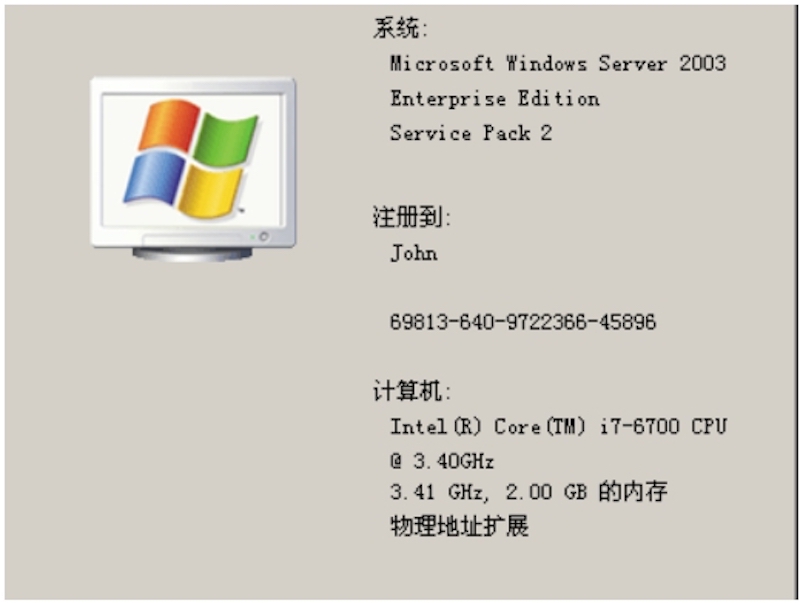 系统:
Microsoft Windows Server 2003
Enterprise Edition
Service Pack 2
注册到:
John
69813-640-9722366-45896
计算机:
Intel(R) Core(TM) i7-6700 CPU
@ 3.40GHz
3.41 GHz, 2.00 GB 的内存
物理地址扩展